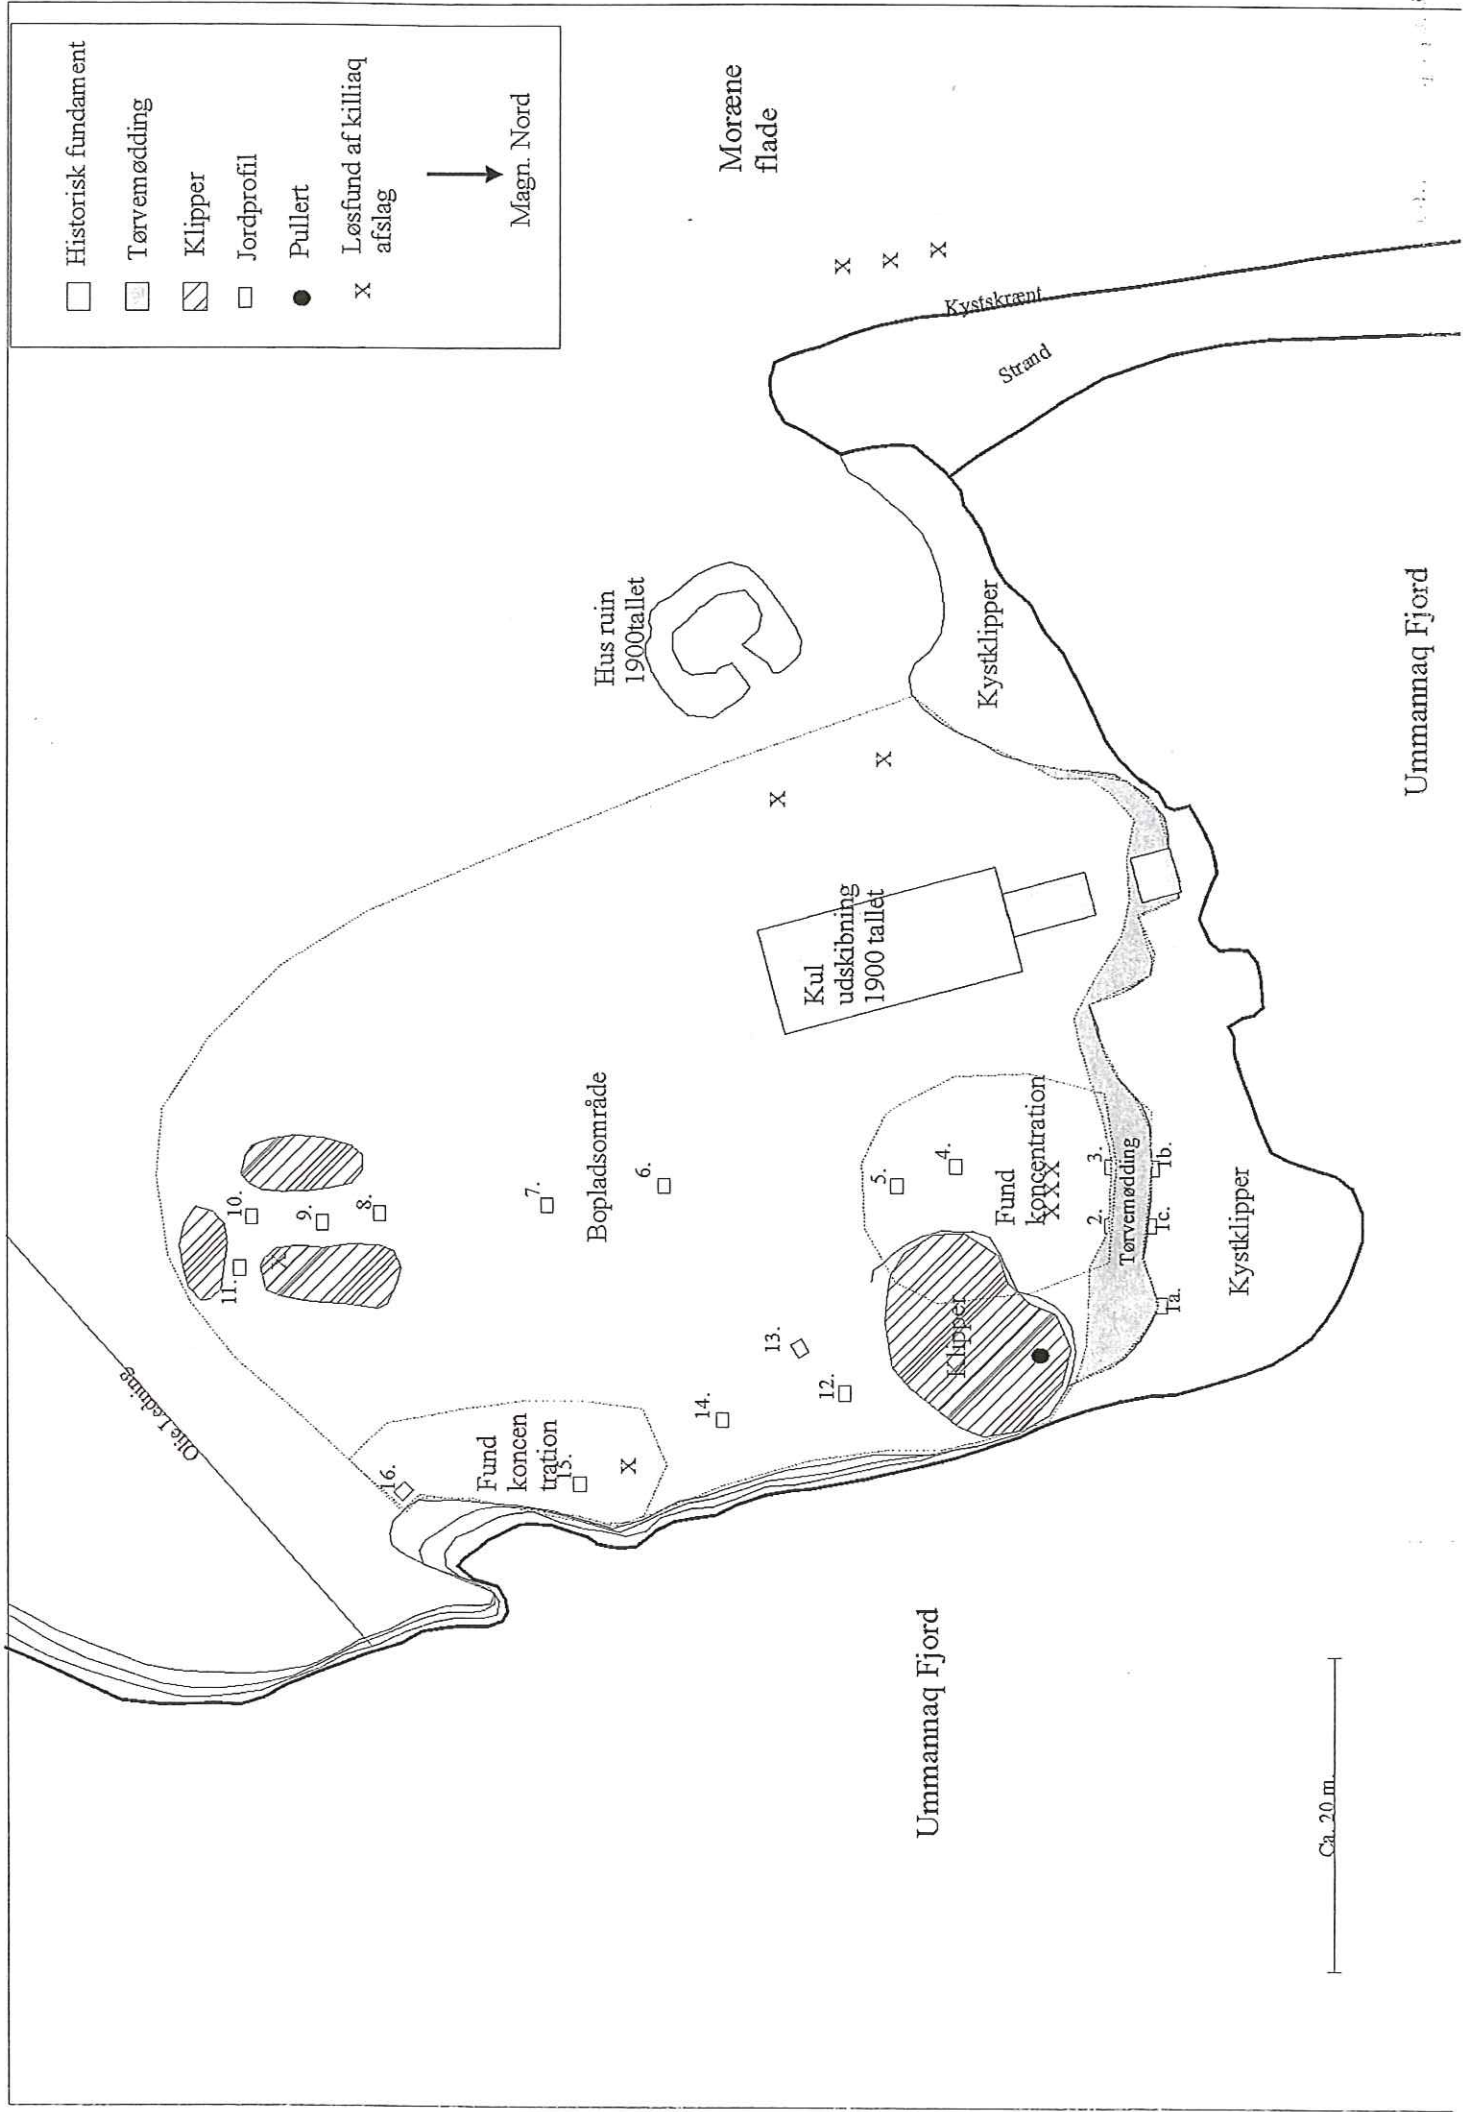 Historisk fundament
Tørvemødding
Klipper
Jordprofil
Pullert
X Løsfund af killiaq
afslag
Magn. Nord
Moræne
flade
X X X
Kystskrænt
Strand
Hus ruin
1900tallet
Kystklipper
Ummannaq Fjord
X
X
Kul
udskibning
1900 tallet
Bopladsområde
10.
9.
8.
11.
X
7.
6.
5.
4.
Fund
koncentration
XXX
3.
2.
Tørvemødding
1b.
1c.
1a.
Kystklipper
Klipper
13.
12.
14.
Olie Ledning
16.
Fund
koncen
tration
15.
X
Ummannaq Fjord
Ca. 20 m.